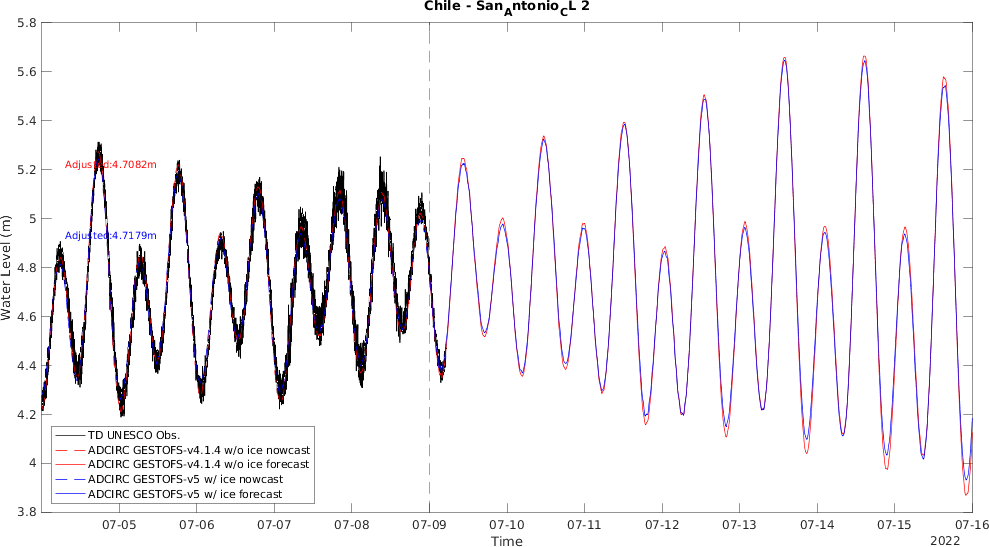 Chile - SanAntonioCL 2
5.8
5.6
5.4
5.2
5
4.8
4.6
4.4
4.2
4
3.8
Water Level (m)
Adjusted:4.7082m
Adjusted:4.7179m
TD UNESCO Obs.
ADCIRC GESTOFS-v4.1.4 w/o ice nowcast
ADCIRC GESTOFS-v4.1.4 w/o ice forecast
ADCIRC GESTOFS-v5 w/ ice nowcast
ADCIRC GESTOFS-v5 w/ ice forecast
07-05 07-06 07-07 07-08 07-09 07-10 07-11 07-12 07-13 07-14 07-15 07-16
Time
2022